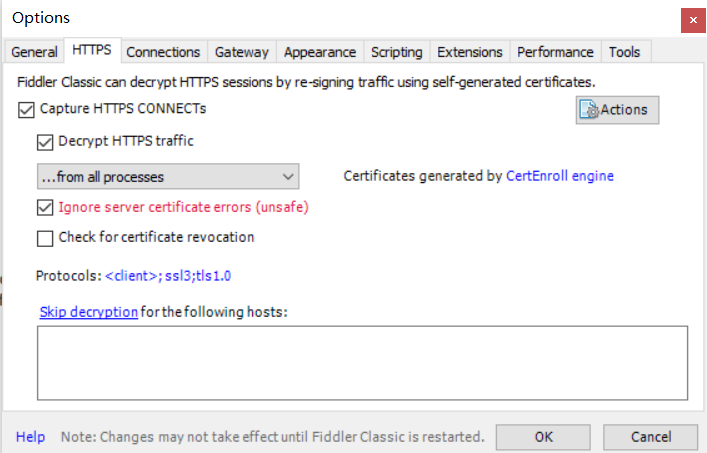 Options
General HTTPS Connections Gateway Appearance Scripting Extensions Performance Tools
Fiddler Classic can decrypt HTTPS sessions by re-signing traffic using self-generated certificates.
Capture HTTPS CONNECTs
Actions
Decrypt HTTPS traffic
...from all processes
Certificates generated by CertEnroll engine
Ignore server certificate errors (unsafe)
Check for certificate revocation
Protocols: <client>;ssl3;tls1.0
Skip decryption for the following hosts:
Help Note: Changes may not take effect until Fiddler Classic is restarted. OK Cancel